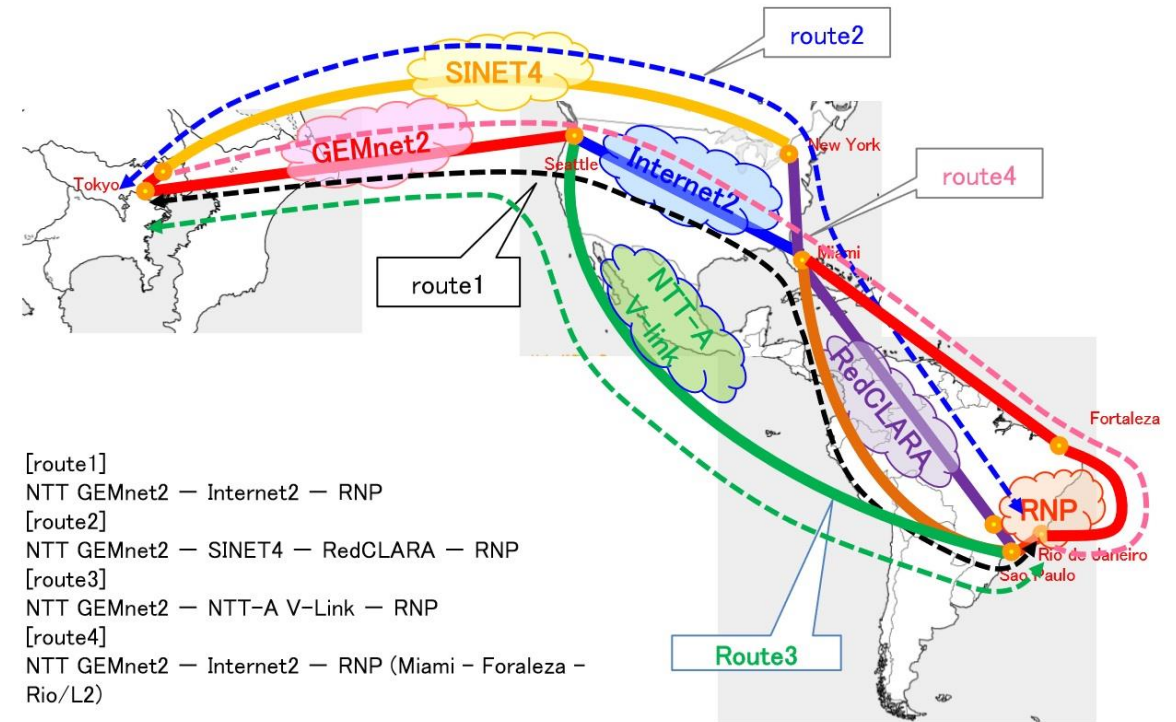 route2
SINET4
GEMnet2
Tokyo
Seattle
Internet2
New York
route4
Miami
route1
NTT-A
V-link
RedCLARA
Fortaleza
RNP
Rio de Janeiro
Sao Paulo
Route3
[route1]
NTT GEMnet2 － Internet2 － RNP
[route2]
NTT GEMnet2 － SINET4 － RedCLARA － RNP
[route3]
NTT GEMnet2 － NTT-A V-Link － RNP
[route4]
NTT GEMnet2 － Internet2 － RNP (Miami - Foraleza -
Rio/L2)